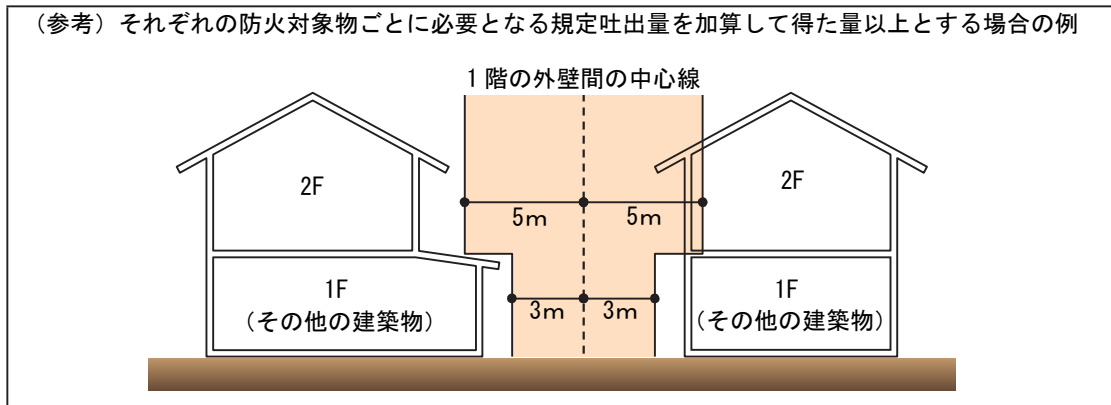 （参考）それぞれの防火対象物ごとに必要となる規定吐出量を加算して得た量以上とする場合の例
1階の外壁間の中心線
2F
2F
5m
5m
1F
（その他の建築物）
3m
3m
1F
（その他の建築物）